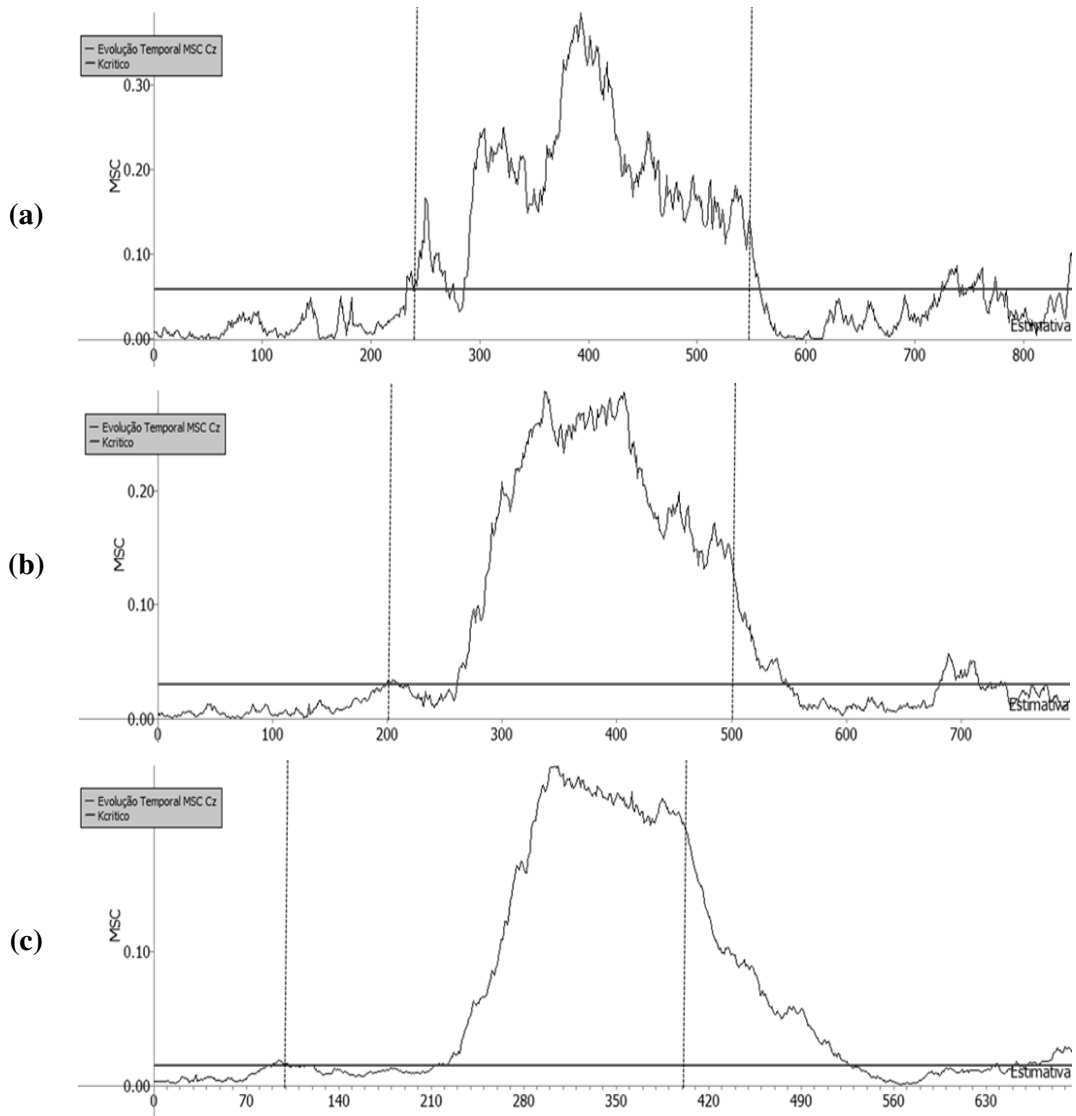 (a)
Evolução Temporal MSC Cz
Kcritico
MSC
0.30
0.20
0.10
0.00
0 100 200 300 400 500 600 700 800
Estimativa
(b)
Evolução Temporal MSC Cz
Kcritico
MSC
0.20
0.10
0.00
0 100 200 300 400 500 600 700
Estimativa
(c)
Evolução Temporal MSC Cz
Kcritico
MSC
0.10
0.00
0 70 140 210 280 350 420 490 560 630
Estimativa